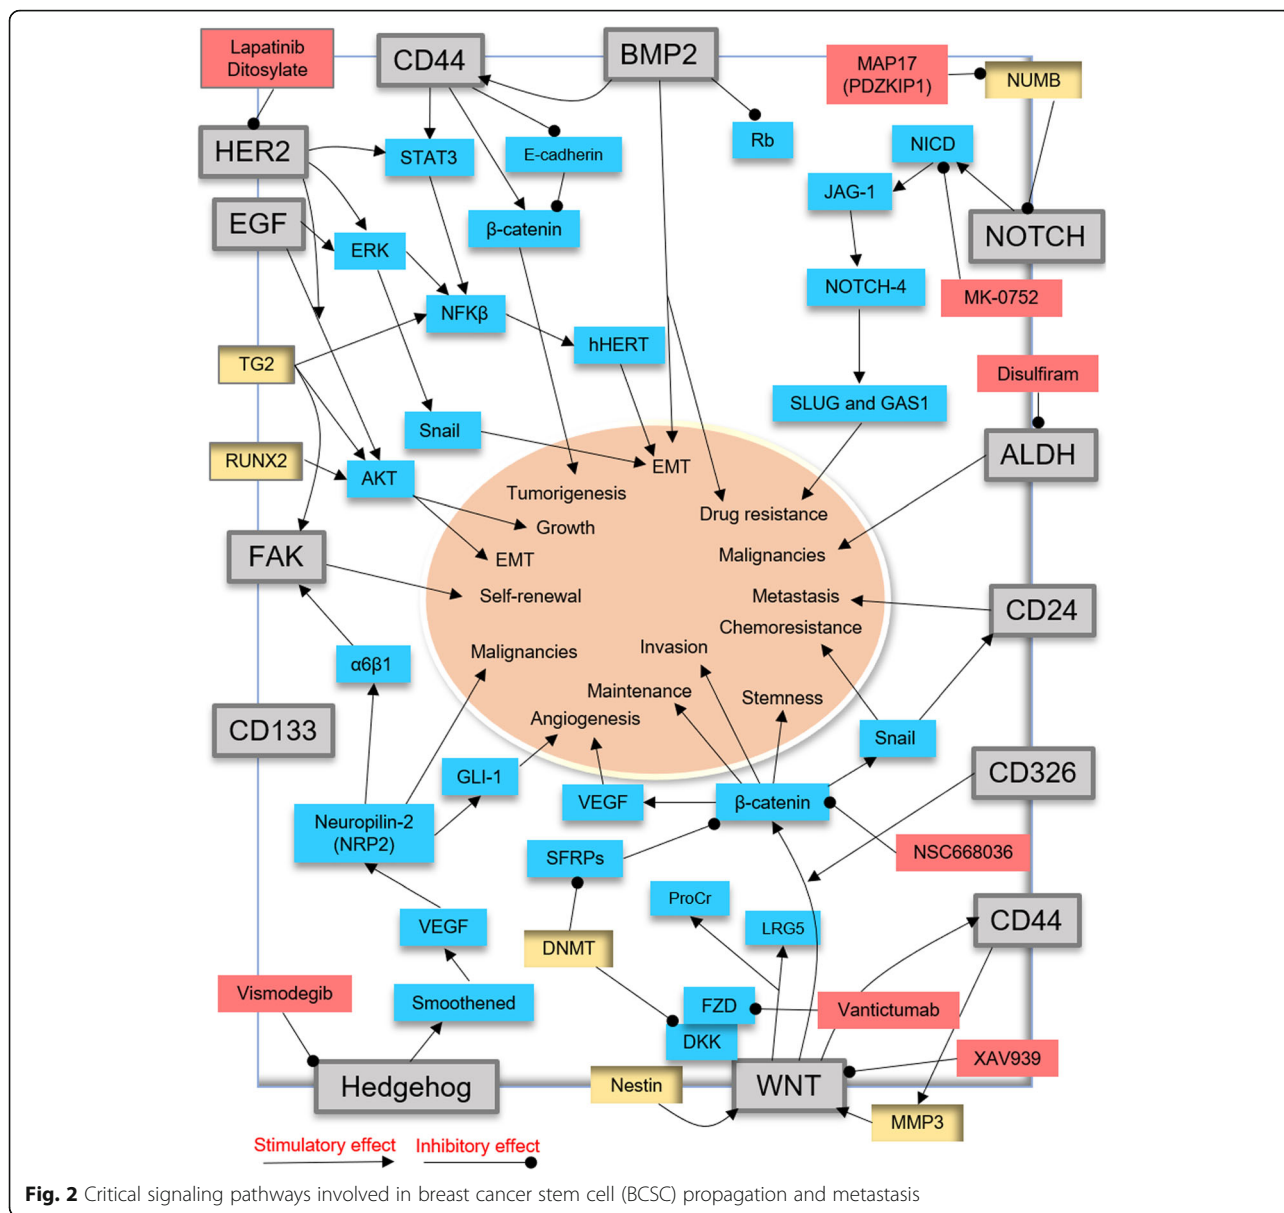 Lapatinib
Ditosylate
CD44
BMP2
MAP17
(PDZKIP1)
NUMB
HER2
STAT3
E-cadherin
Rb
NICD
JAG-1
EGF
ERK
β-catenin
NOTCH
NFKβ
NOTCH-4
MK-0752
TG2
hHERT
Disulfiram
SLUG and GAS1
Snail
RUNX2
AKT
EMT
ALDH
Tumorigenesis
Drug resistance
Growth
FAK
EMT
Malignancies
Self-renewal
Metastasis
CD24
Chemoresistance
α6β1
Malignancies
Invasion
Maintenance
Stemness
CD133
Angiogenesis
Snail
GLI-1
CD326
VEGF
β-catenin
Neuropilin-2
(NRP2)
SFRPs
NSC668036
ProCr
CD44
VEGF
LRG5
DNMT
Vismodegib
Smoothened
FZD
Vantictumab
DKK
XAV939
Hedgehog
Nestin
WNT
MMP3
Stimulatory effect
Inhibitory effect
Fig. 2 Critical signaling pathways involved in breast cancer stem cell (BCSC) propagation and metastasis